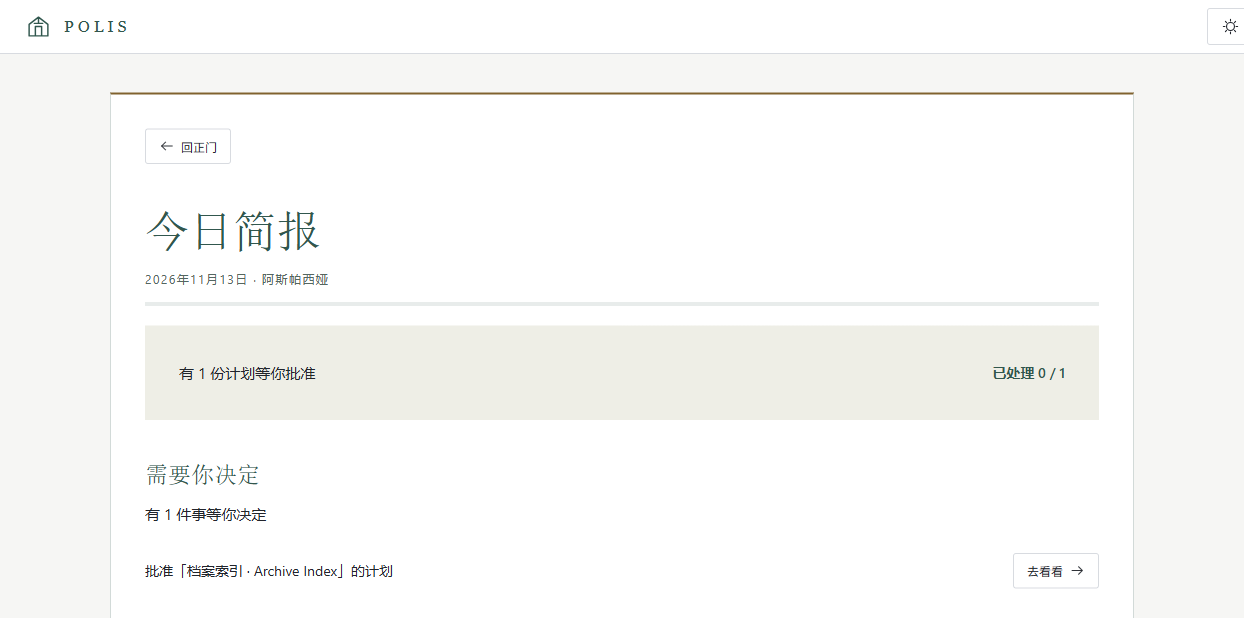 POLIS
回正门
今日简报
2026年11月13日 · 阿斯帕西娅
有 1 份计划等你批准
已处理 0 / 1
需要你决定
有 1 件事等你决定
批准「档案索引 · Archive Index」的计划
去看看